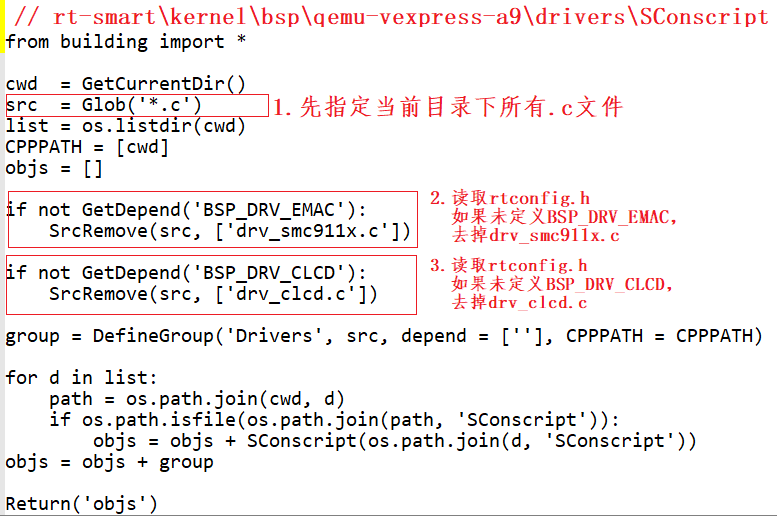 // rt-smart\kernel\bsp\qemu-vexpress-a9\drivers\SConscript
from building import *
cwd  = GetCurrentDir()
src  = Glob('*.c')
1.先指定当前目录下所有.c文件
list = os.listdir(cwd)
CPPPATH = [cwd]
objs = []
if not GetDepend('BSP_DRV_EMAC'):
    SrcRemove(src, ['drv_smc911x.c'])
2.读取rtconfig.h
如果未定义BSP_DRV_EMAC，
去掉drv_smc911x.c
if not GetDepend('BSP_DRV_CLCD'):
    SrcRemove(src, ['drv_clcd.c'])
3.读取rtconfig.h
如果未定义BSP_DRV_CLCD，
去掉drv_clcd.c
group = DefineGroup('Drivers', src, depend = [''], CPPPATH = CPPPATH)
for d in list:
    path = os.path.join(cwd, d)
    if os.path.isfile(os.path.join(path, 'SConscript')):
        objs = objs + SConscript(os.path.join(d, 'SConscript'))
objs = objs + group
Return('objs')